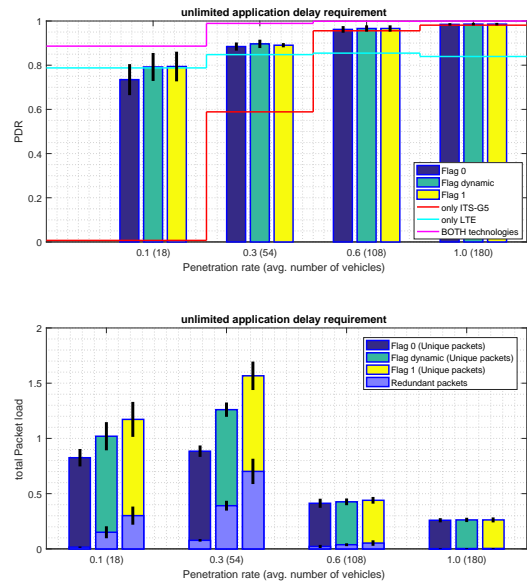 unlimited application delay requirement
PDR
1
0.8
0.6
0.4
0.2
0
Flag 0
Flag dynamic
Flag 1
only ITS-G5
only LTE
BOTH technologies
0.1 (18) 0.3 (54) 0.6 (108) 1.0 (180)
Penetration rate (avg. number of vehicles)
unlimited application delay requirement
total Packet load
2
1.5
1
0.5
0
Flag 0 (Unique packets)
Flag dynamic (Unique packets)
Flag 1 (Unique packets)
Redundant packets
0.1 (18) 0.3 (54) 0.6 (108) 1.0 (180)
Penetration rate (avg. number of vehicles)